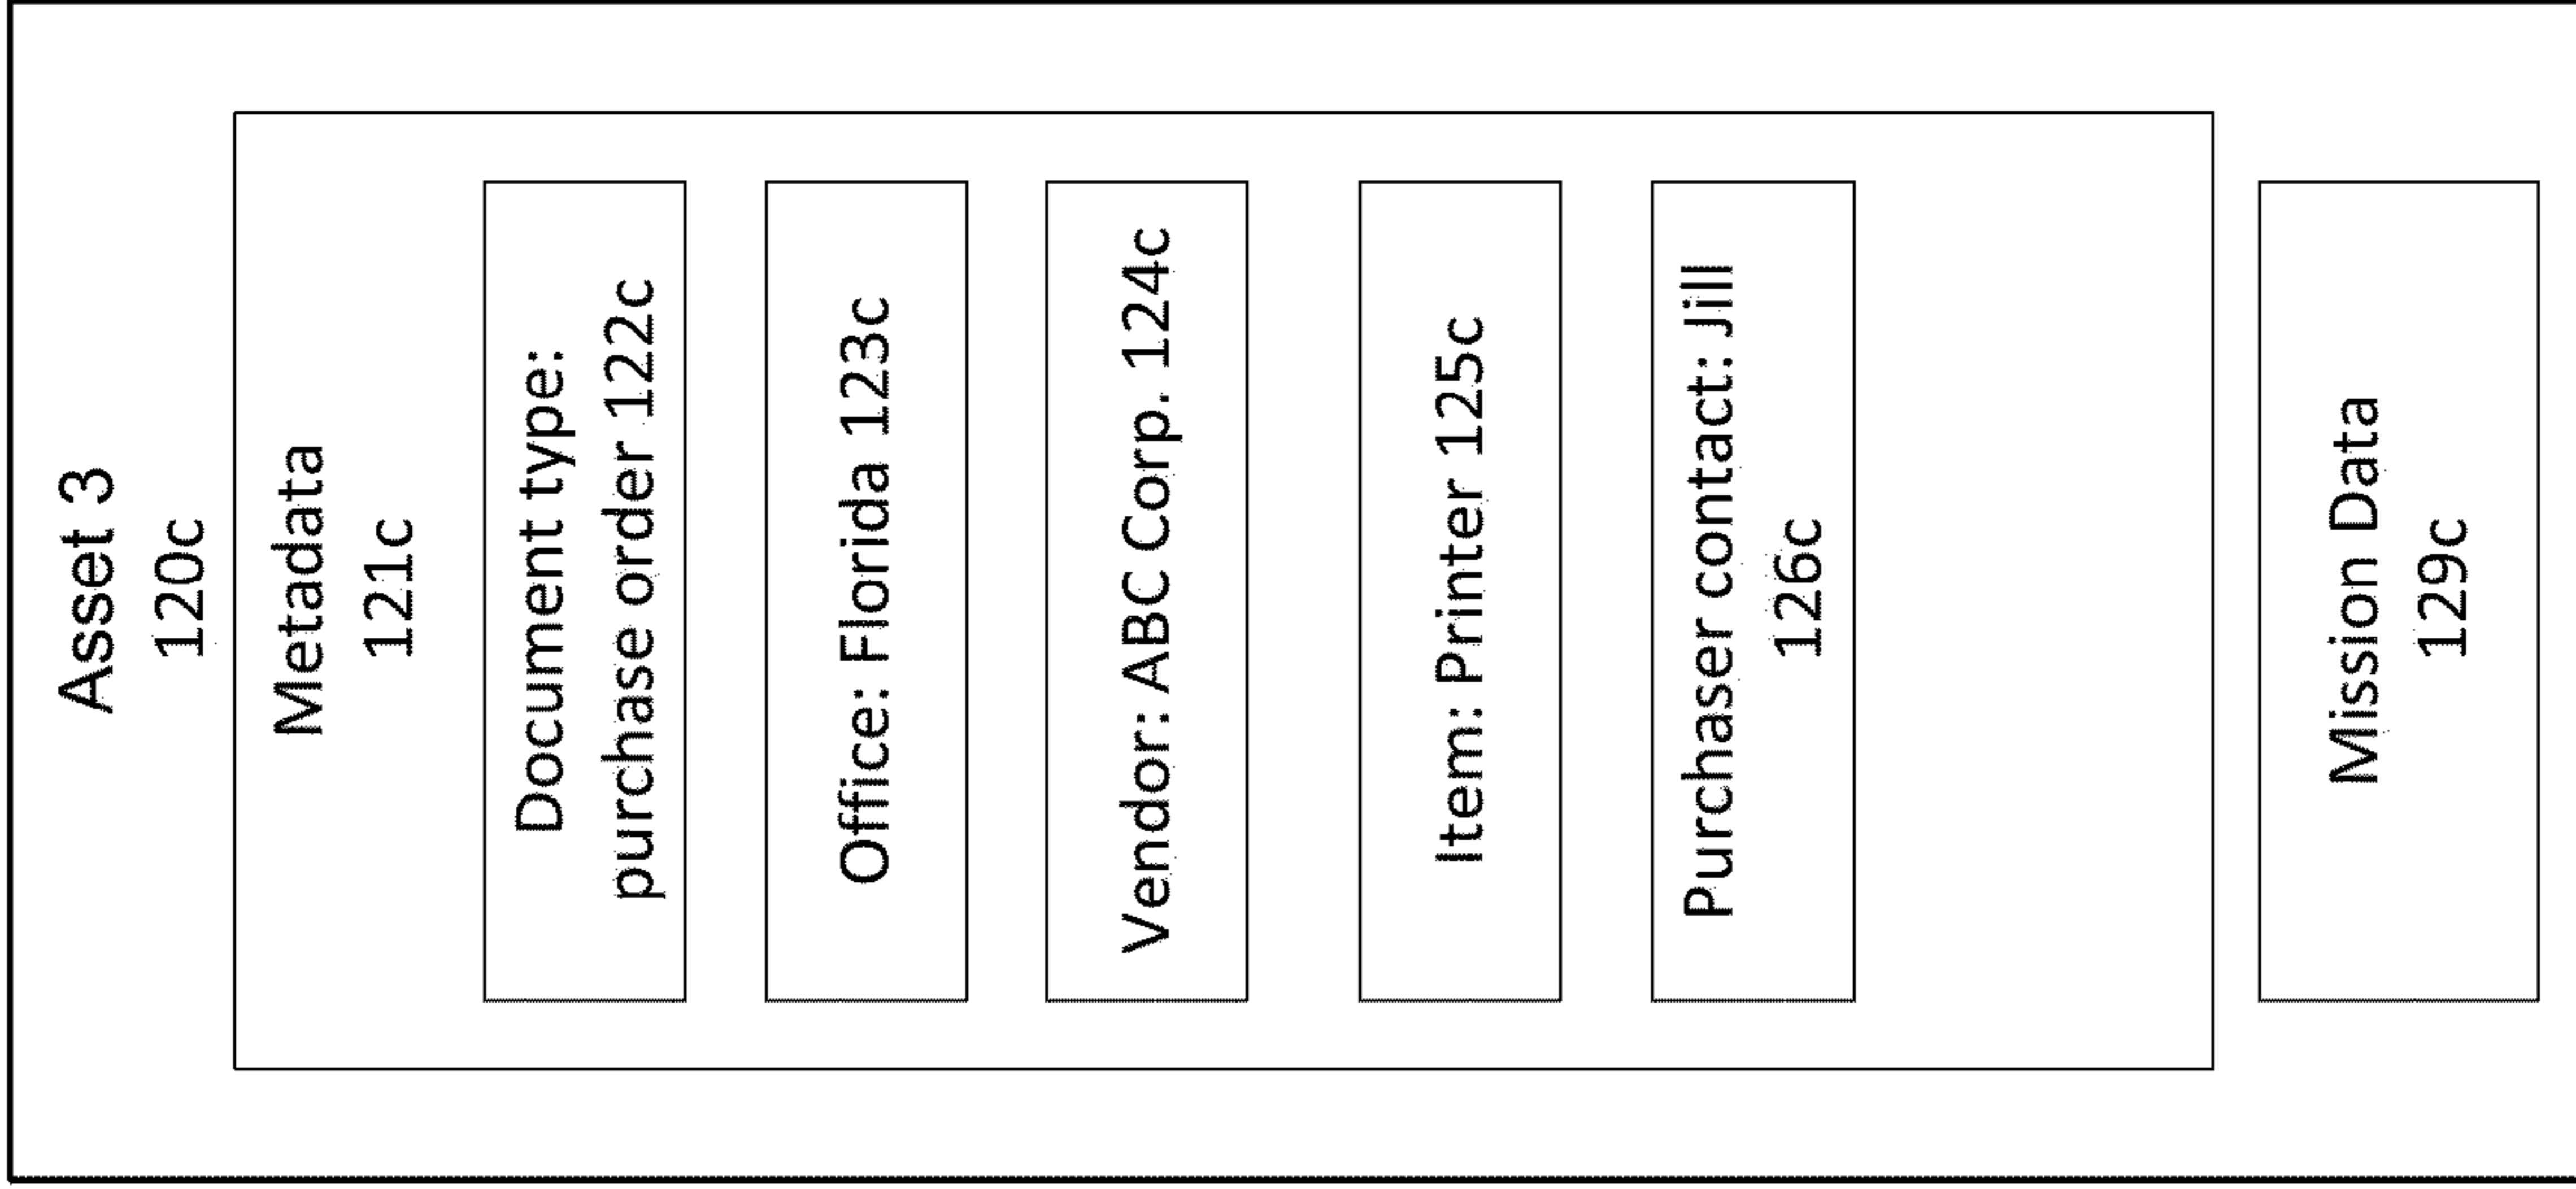 Asset 3
120c
Metadata
121c
Document type:
purchase order 122c
Office: Florida 123c
Vendor: ABC Corp. 124c
Item: Printer 125c
Purchaser contact: Jill
126c
Mission Data
129c